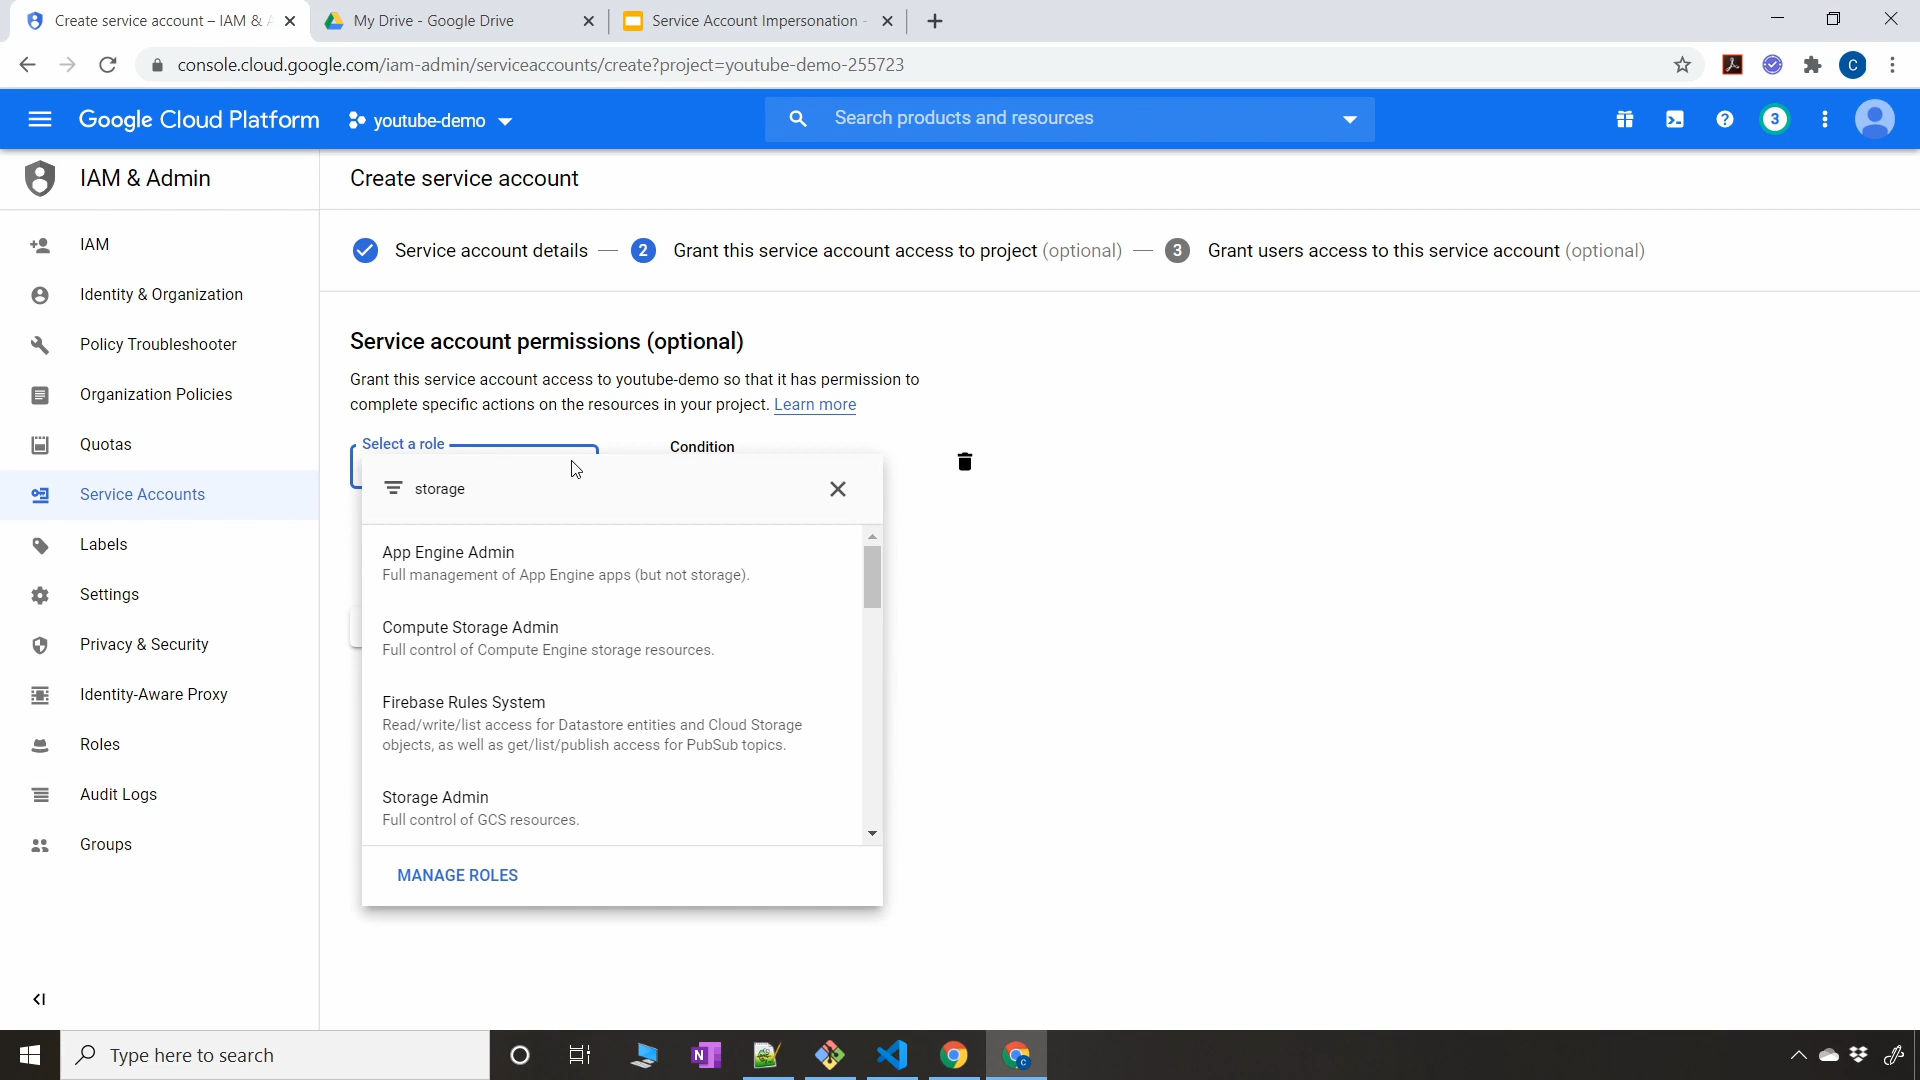 Create service account – IAM & A
My Drive - Google Drive
Service Account Impersonation -
console.cloud.google.com/iam-admin/serviceaccounts/create?project=youtube-demo-255723
C
Google Cloud Platform
youtube-demo
Search products and resources
3
IAM & Admin
Create service account
IAM
Identity & Organization
Policy Troubleshooter
Organization Policies
Quotas
Service Accounts
Labels
Settings
Privacy & Security
Identity-Aware Proxy
Roles
Audit Logs
Groups
Service account details — 2 Grant this service account access to project (optional) — 3 Grant users access to this service account (optional)
Service account permissions (optional)
Grant this service account access to youtube-demo so that it has permission to
complete specific actions on the resources in your project. Learn more
Select a role
Condition
storage
App Engine Admin
Full management of App Engine apps (but not storage).
Compute Storage Admin
Full control of Compute Engine storage resources.
Firebase Rules System
Read/write/list access for Datastore entities and Cloud Storage
objects, as well as get/list/publish access for PubSub topics.
Storage Admin
Full control of GCS resources.
MANAGE ROLES
Type here to search